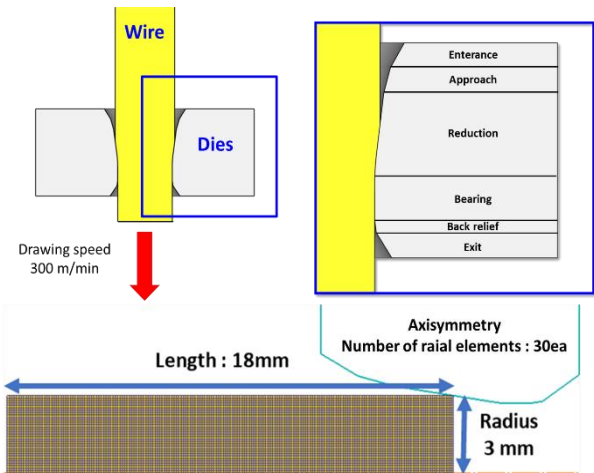 Wire
Dies
Drawing speed
300 m/min
Enterance
Approach
Reduction
Bearing
Back relief
Exit
Axisymmetry
Number of raial elements : 30ea
Length : 18mm
Radius
3 mm